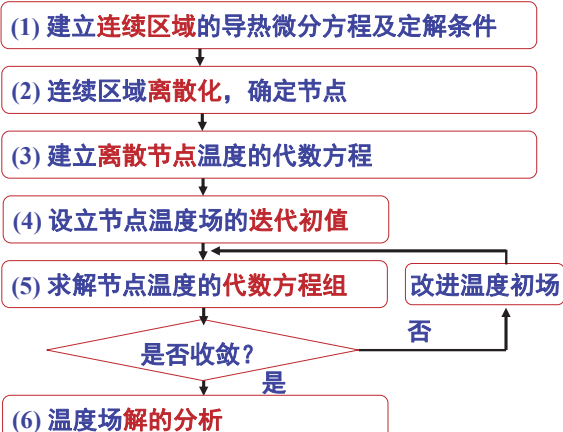 (1) 建立连续区域的导热微分方程及定解条件
(2) 连续区域离散化，确定节点
(3) 建立离散节点温度的代数方程
(4) 设立节点温度场的迭代初值
(5) 求解节点温度的代数方程组
改进温度初场
是否收敛?
否
是
(6) 温度场解的分析